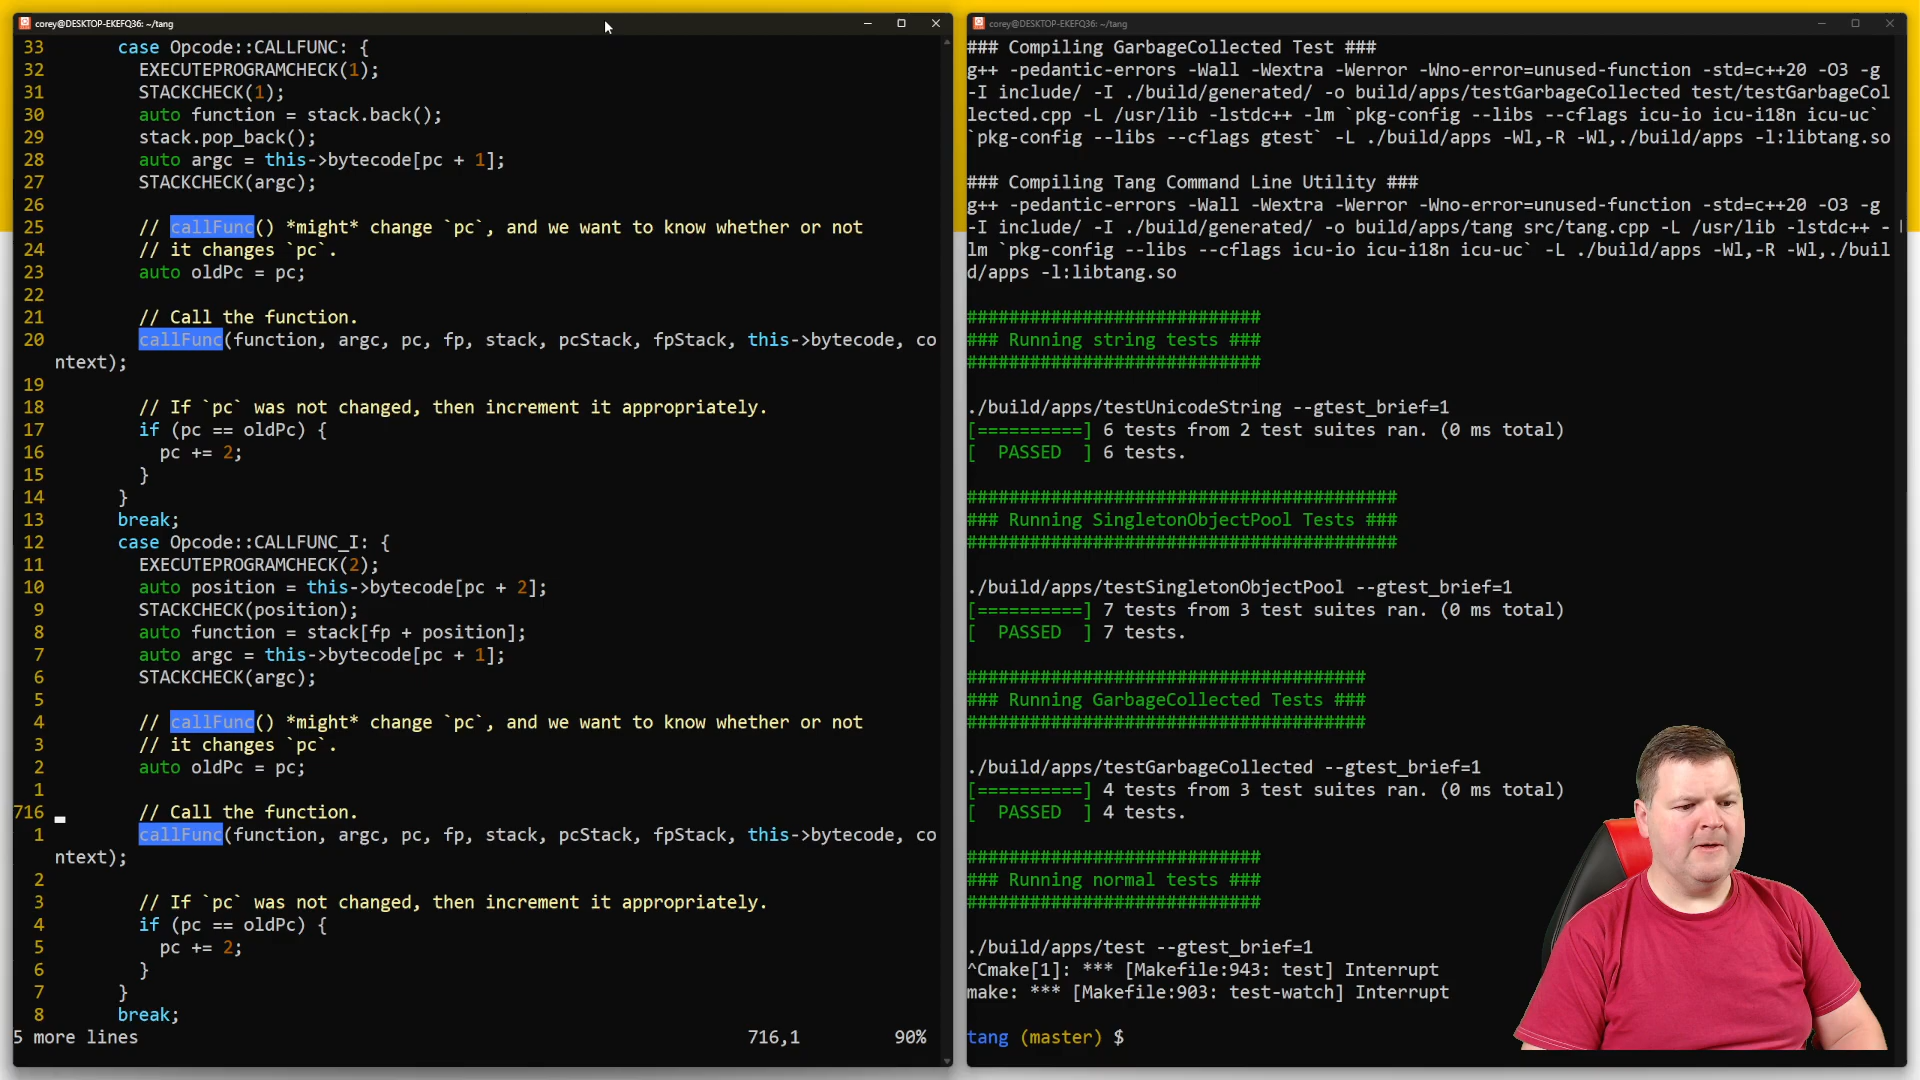 corey@DESKTOP-EKEFQ36: ~/tang
33 case Opcode::CALLFUNC: {
32 EXECUTEPROGRAMCHECK(1);
31 STACKCHECK(1);
30 auto function = stack.back();
29 stack.pop_back();
28 auto argc = this->bytecode[pc + 1];
27 STACKCHECK(argc);
26
25 // callFunc() *might* change `pc`, and we want to know whether or not
24 // it changes `pc`.
23 auto oldPc = pc;
22
21 // Call the function.
20 callFunc(function, argc, pc, fp, stack, pcStack, fpStack, this->bytecode, co
ntext);
19
18 // If `pc` was not changed, then increment it appropriately.
17 if (pc == oldPc) {
16 pc += 2;
15 }
14 }
13 break;
12 case Opcode::CALLFUNC_I: {
11 EXECUTEPROGRAMCHECK(2);
10 auto position = this->bytecode[pc + 2];
9 STACKCHECK(position);
8 auto function = stack[fp + position];
7 auto argc = this->bytecode[pc + 1];
6 STACKCHECK(argc);
5
4 // callFunc() *might* change `pc`, and we want to know whether or not
3 // it changes `pc`.
2 auto oldPc = pc;
1
716 // Call the function.
1 callFunc(function, argc, pc, fp, stack, pcStack, fpStack, this->bytecode, co
ntext);
2
3 // If `pc` was not changed, then increment it appropriately.
4 if (pc == oldPc) {
5 pc += 2;
6 }
7 }
8 break;
5 more lines 716,1 90%
corey@DESKTOP-EKEFQ36: ~/tang
### Compiling GarbageCollected Test ###
g++ -pedantic-errors -Wall -Wextra -Werror -Wno-error=unused-function -std=c++20 -O3 -g
-I include/ -I ./build/generated/ -o build/apps/testGarbageCollected test/testGarbageCol
lected.cpp -L /usr/lib -lstdc++ -lm `pkg-config --libs --cflags icu-io icu-i18n icu-uc`
`pkg-config --libs --cflags gtest` -L ./build/apps -Wl,-R -Wl,./build/apps -l:libtang.so
### Compiling Tang Command Line Utility ###
g++ -pedantic-errors -Wall -Wextra -Werror -Wno-error=unused-function -std=c++20 -O3 -g
-I include/ -I ./build/generated/ -o build/apps/tang src/tang.cpp -L /usr/lib -lstdc++ -
lm `pkg-config --libs --cflags icu-io icu-i18n icu-uc` -L ./build/apps -Wl,-R -Wl,./buil
d/apps -l:libtang.so
############################
### Running string tests ###
############################
./build/apps/testUnicodeString --gtest_brief=1
[==========] 6 tests from 2 test suites ran. (0 ms total)
[  PASSED  ] 6 tests.
#########################################
### Running SingletonObjectPool Tests ###
#########################################
./build/apps/testSingletonObjectPool --gtest_brief=1
[==========] 7 tests from 3 test suites ran. (0 ms total)
[  PASSED  ] 7 tests.
######################################
### Running GarbageCollected Tests ###
######################################
./build/apps/testGarbageCollected --gtest_brief=1
[==========] 4 tests from 3 test suites ran. (0 ms total)
[  PASSED  ] 4 tests.
############################
### Running normal tests ###
############################
./build/apps/test --gtest_brief=1
^Cmake[1]: *** [Makefile:943: test] Interrupt
make: *** [Makefile:903: test-watch] Interrupt
tang (master) $